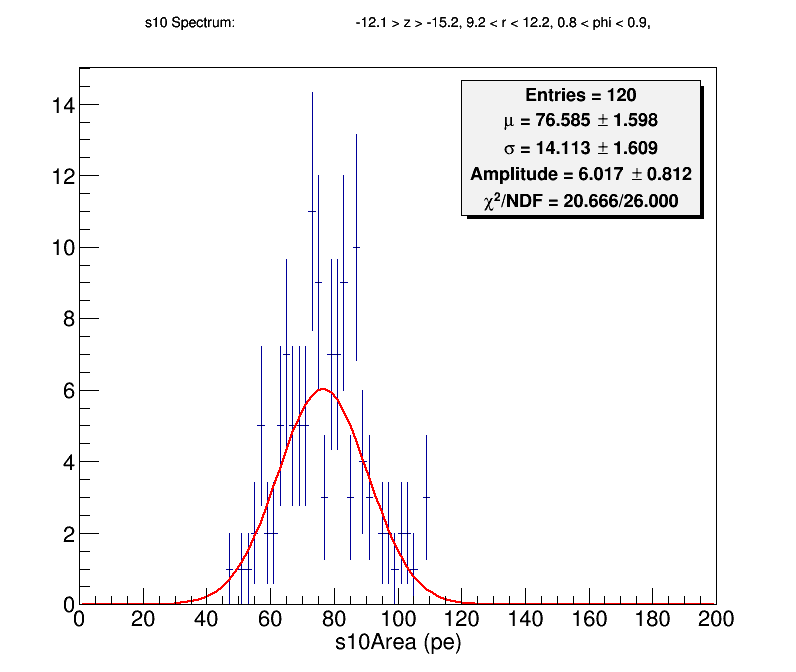 s10 Spectrum: -12.1 > z > -15.2, 9.2 < r < 12.2, 0.8 < phi < 0.9,
Entries = 120
μ = 76.585 ± 1.598
σ = 14.113 ± 1.609
Amplitude = 6.017 ± 0.812
χ²/NDF = 20.666/26.000
14
12
10
8
6
4
2
0
0 20 40 60 80 100 120 140 160 180 200
s10Area (pe)